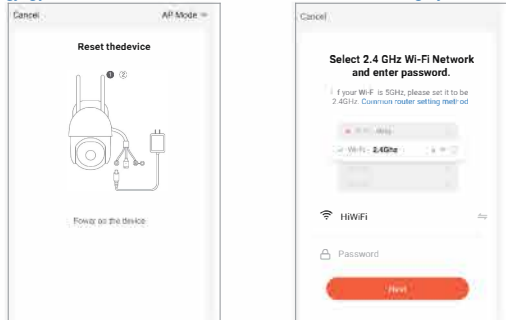 Cancel
AP Mode
Reset thedevice
1 2
Power on the device
Cancel
Select 2.4 GHz Wi-Fi Network
and enter password.
f your Wi-F is 5GHz, please set it to be
2.4GHz. Common router setting method
Wi-Fi - 2.4Ghz
HiWiFi
Password
Next